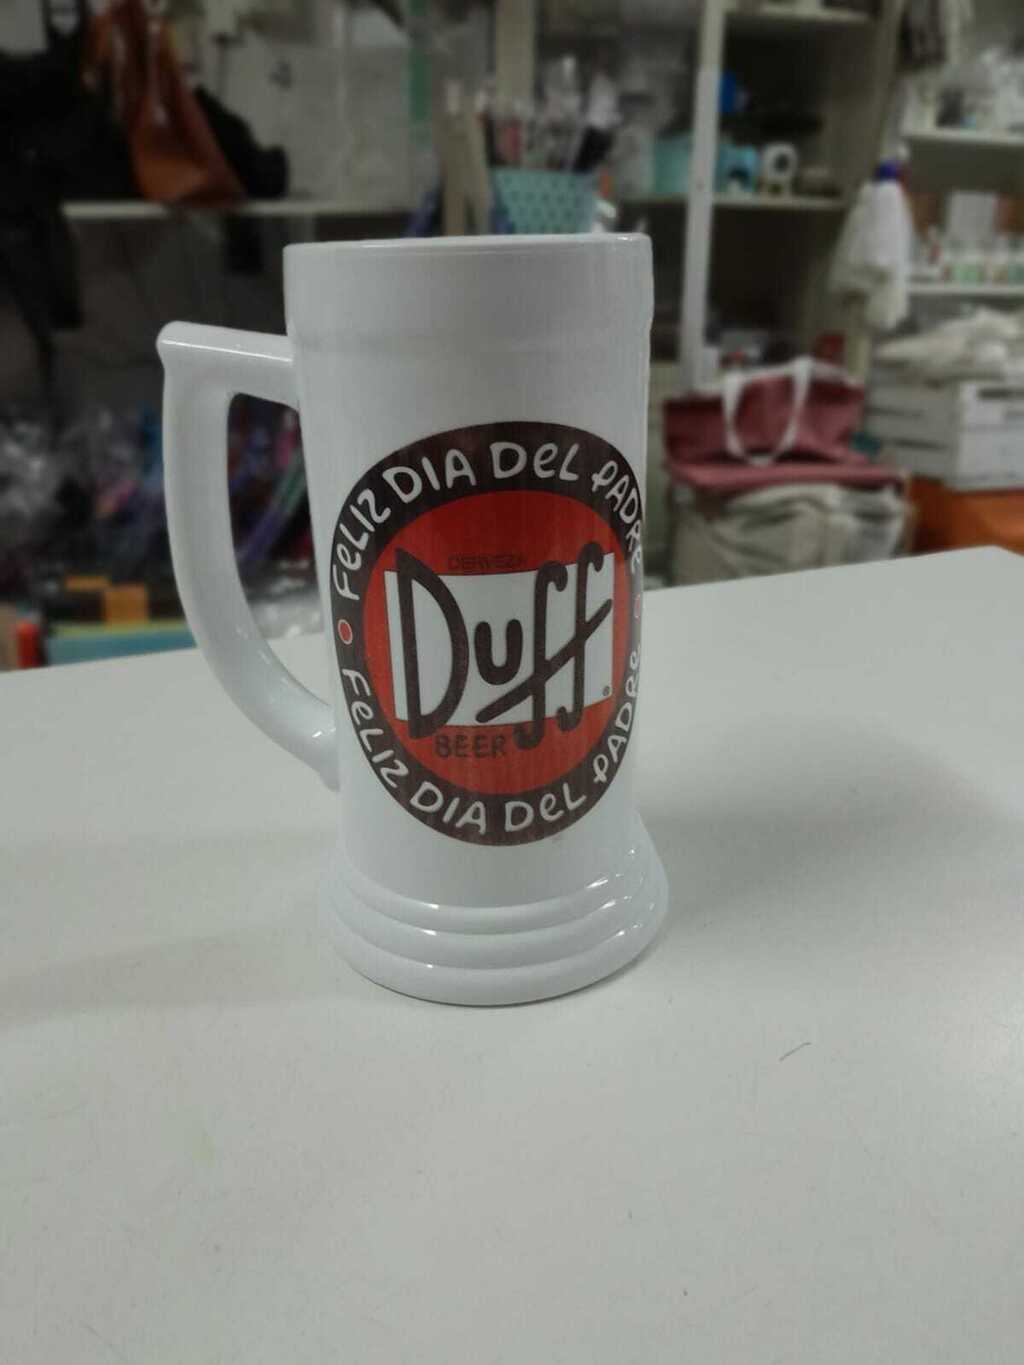 FELIZ DIA DEL PADRE
CERVEZA
Duff
BEER
FELIZ DIA DEL PADRE